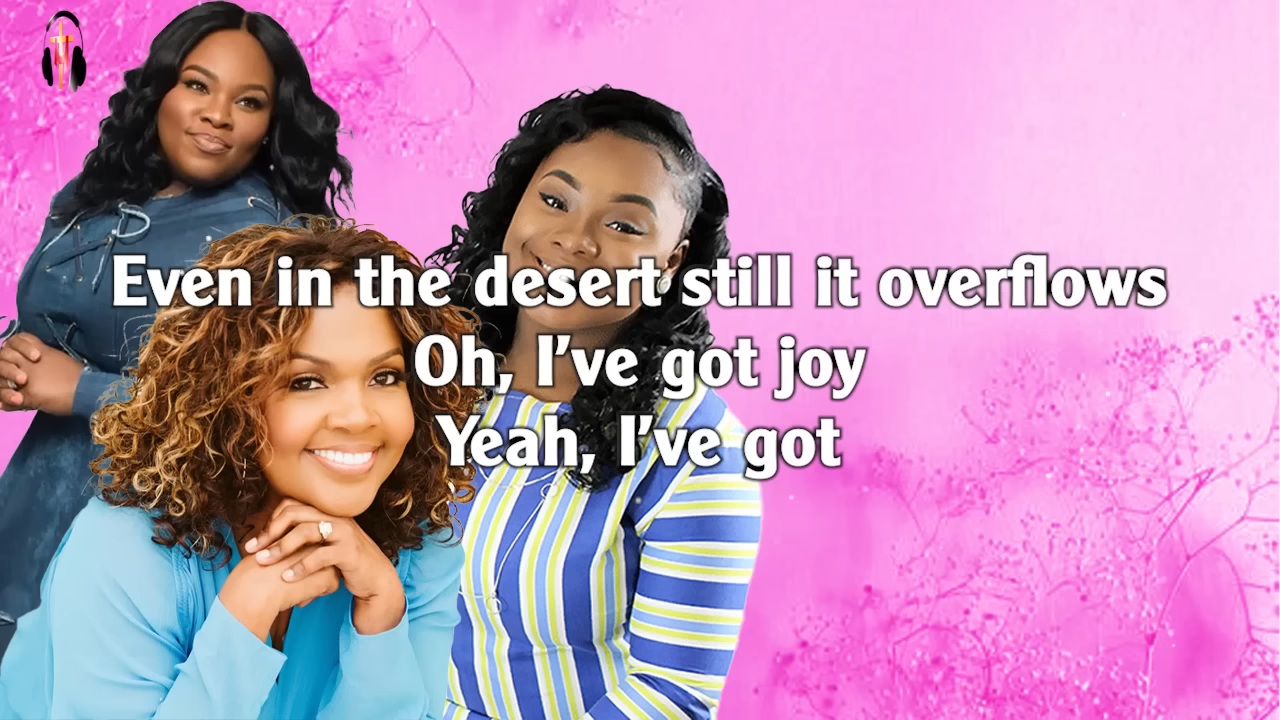 Even in the desert still it overflows
Oh, I've got joy
Yeah, I've got